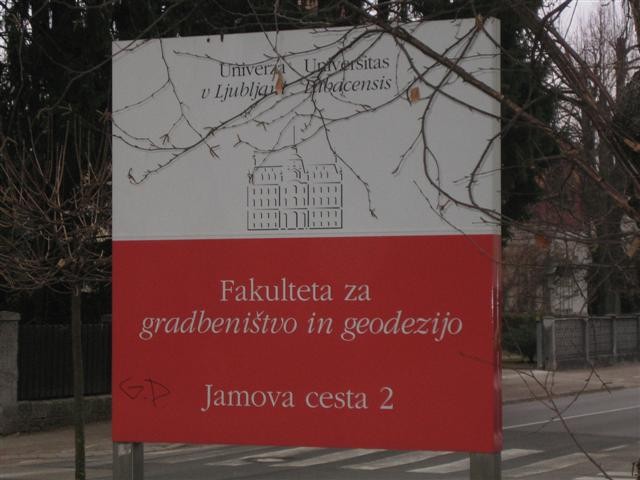 Univerza Universitas
v Ljubljani Labacensis
Fakulteta za
gradbeništvo in geodezijo
G.D
Jamova cesta 2